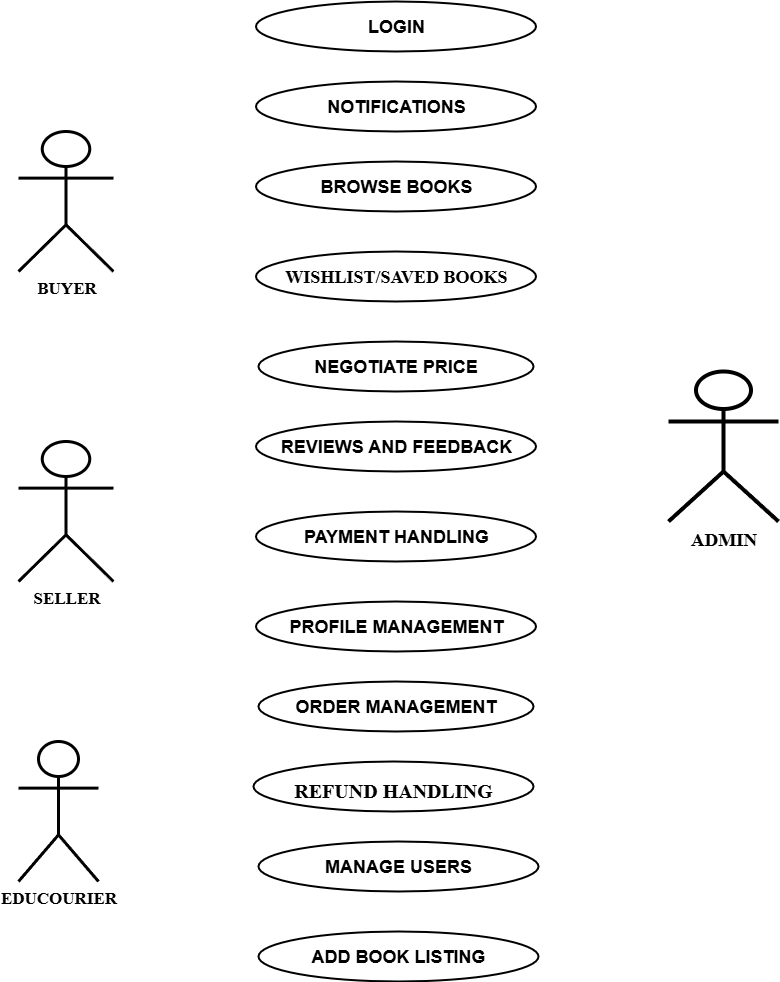 LOGIN
NOTIFICATIONS
BROWSE BOOKS
BUYER
WISHLIST/SAVED BOOKS
NEGOTIATE PRICE
REVIEWS AND FEEDBACK
PAYMENT HANDLING
ADMIN
SELLER
PROFILE MANAGEMENT
ORDER MANAGEMENT
REFUND HANDLING
MANAGE USERS
EDUCOURIER
ADD BOOK LISTING